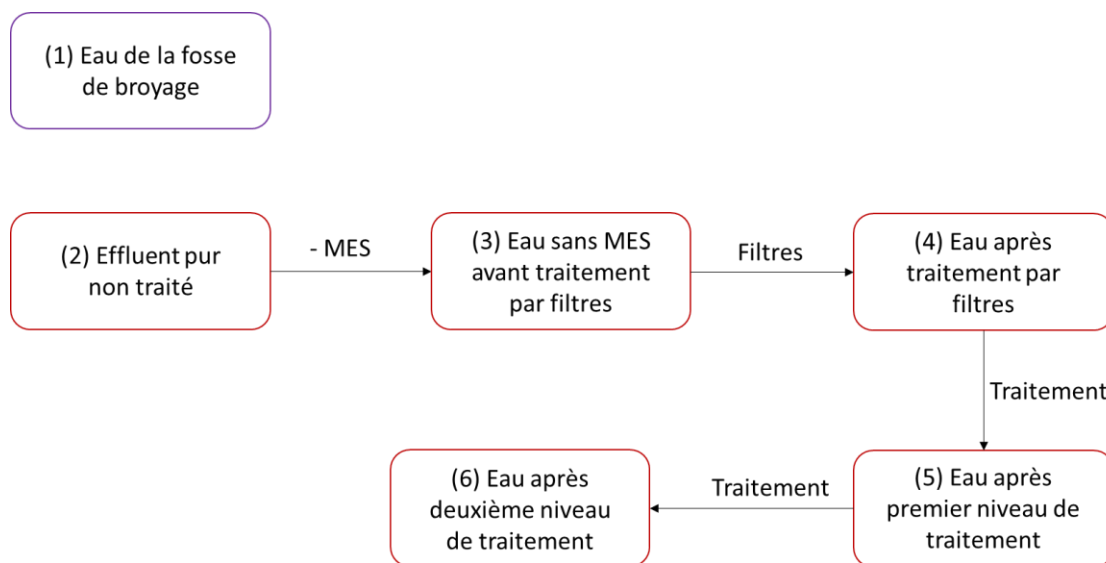 (1) Eau de la fosse
de broyage
(2) Effluent pur
non traité
- MES
(3) Eau sans MES
avant traitement
par filtres
Filtres
(4) Eau après
traitement par
filtres
Traitement
(5) Eau après
premier niveau de
traitement
Traitement
(6) Eau après
deuxième niveau
de traitement